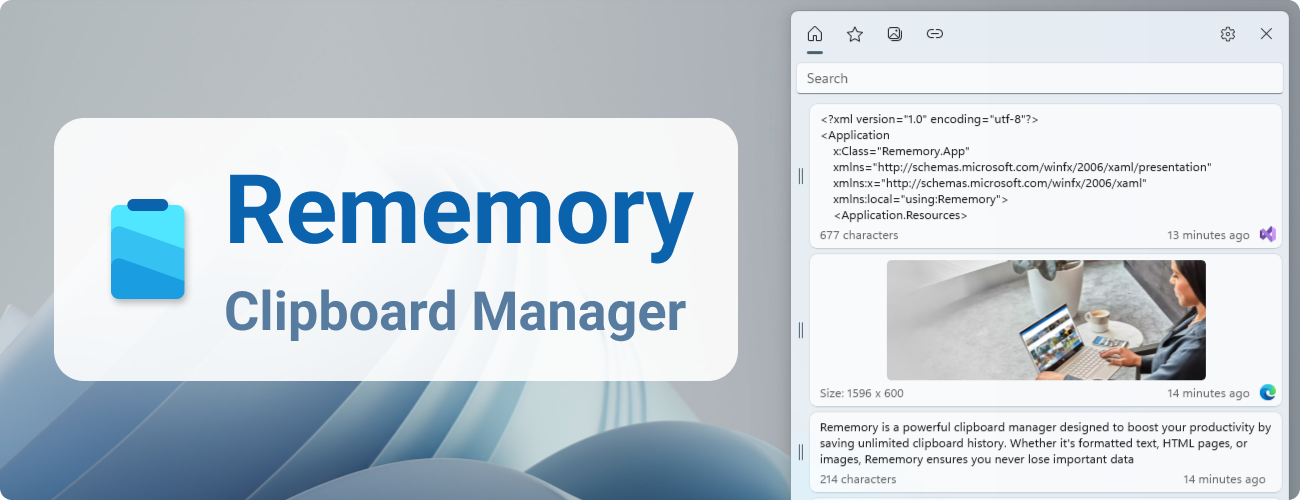 Rememory
Clipboard Manager
Search
<?xml version="1.0" encoding="utf-8"?>
<Application
x:Class="Rememory.App"
xmlns="http://schemas.microsoft.com/winfx/2006/xaml/presentation"
xmlns:x="http://schemas.microsoft.com/winfx/2006/xaml"
xmlns:local="using:Rememory">
<Application.Resources>
677 characters
13 minutes ago
Size: 1596 x 600
14 minutes ago
Rememory is a powerful clipboard manager designed to boost your productivity by
saving unlimited clipboard history. Whether it's formatted text, HTML pages, or
images, Rememory ensures you never lose important data
214 characters
14 minutes ago